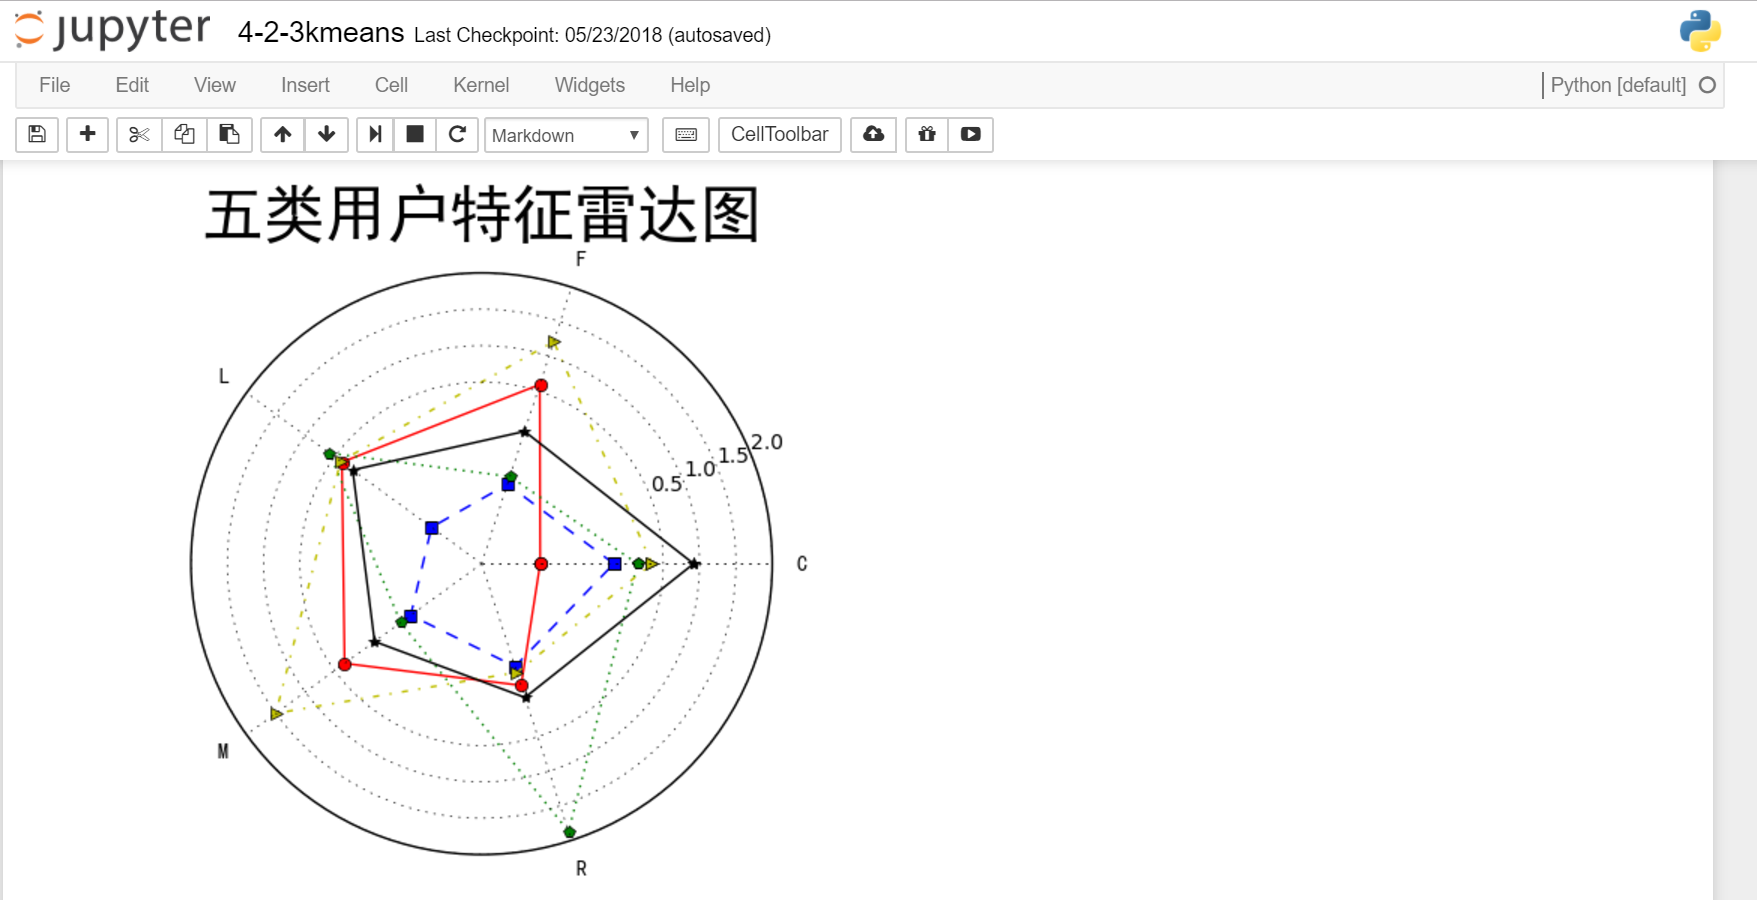 jupyter 4-2-3kmeans Last Checkpoint: 05/23/2018 (autosaved)
File Edit View Insert Cell Kernel Widgets Help Python [default]
Markdown CellToolbar
五类用户特征雷达图
F
L
2.0
1.5
1.0
0.5
C
M
R